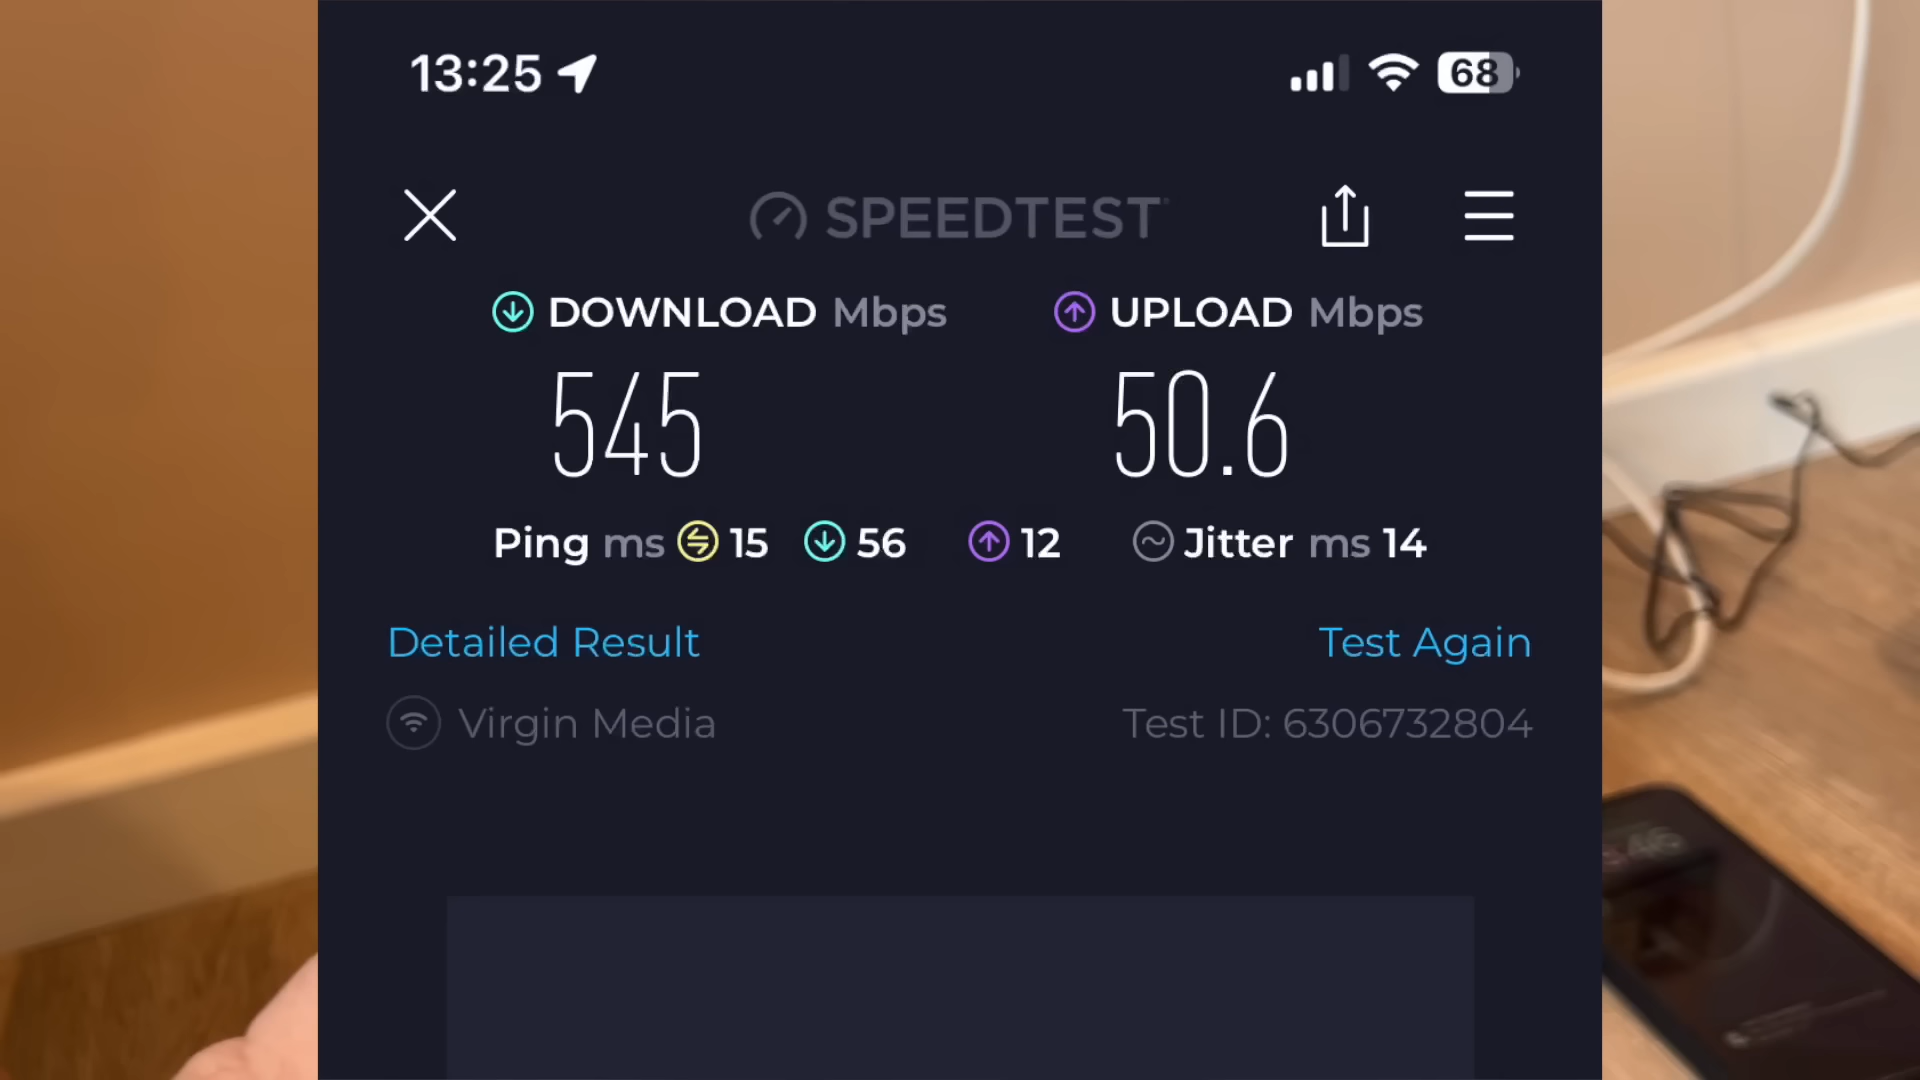 13:25 68
SPEEDTEST
DOWNLOAD Mbps UPLOAD Mbps
545 50.6
Ping ms 15 56 12 Jitter ms 14
Detailed Result Test Again
Virgin Media Test ID: 6306732804